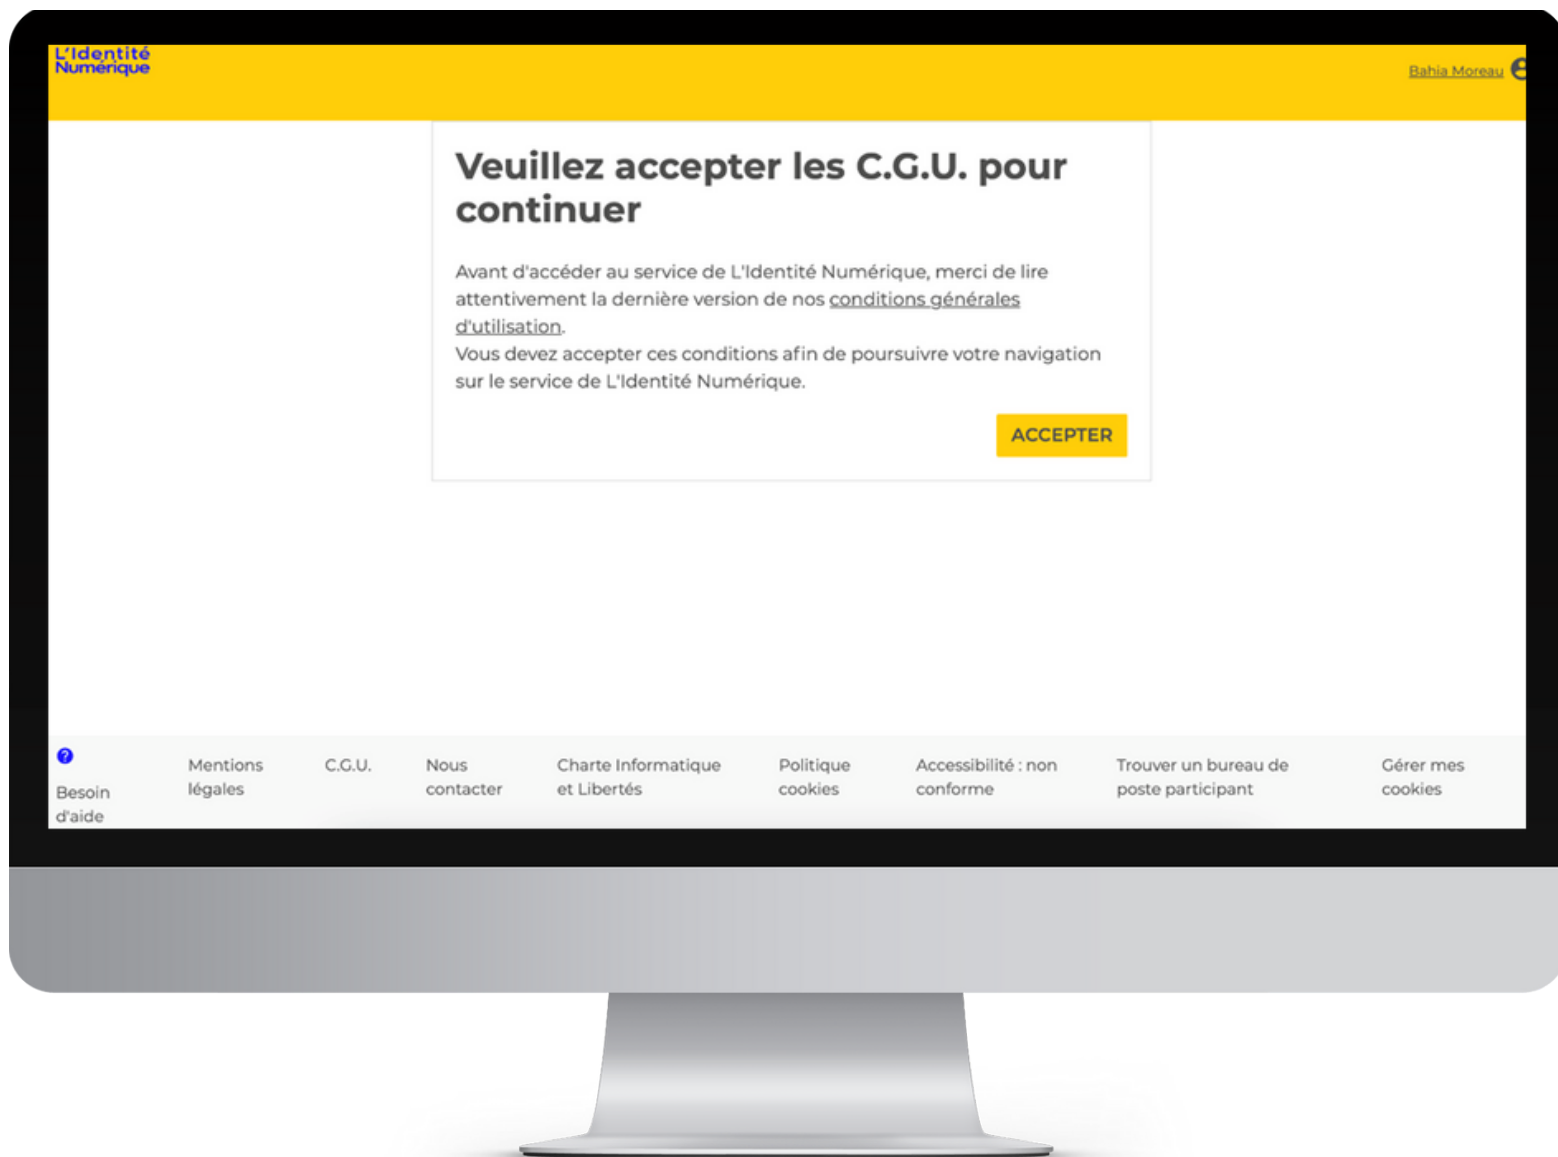 L'Identité
Numérique
Bahia Moreau
Veuillez accepter les C.G.U. pour
continuer
Avant d'accéder au service de L'Identité Numérique, merci de lire
attentivement la dernière version de nos conditions générales
d'utilisation.
Vous devez accepter ces conditions afin de poursuivre votre navigation
sur le service de L'Identité Numérique.
ACCEPTER
?
Besoin
d'aide
Mentions
légales
C.G.U.
Nous
contacter
Charte Informatique
et Libertés
Politique
cookies
Accessibilité : non
conforme
Trouver un bureau de
poste participant
Gérer mes
cookies